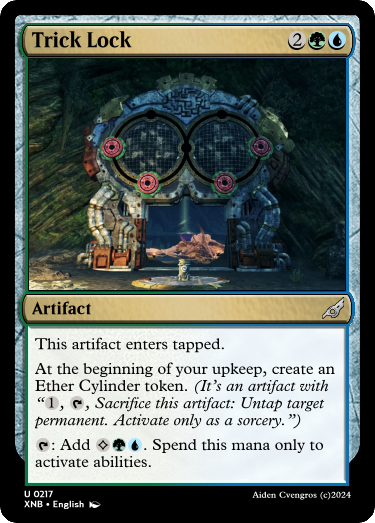 Trick Lock 2
Artifact
This artifact enters tapped.
At the beginning of your upkeep, create an
Ether Cylinder token. (It's an artifact with
“1, , Sacrifice this artifact: Untap target
permanent. Activate only as a sorcery.”)
: Add . Spend this mana only to
activate abilities.
U 0217
XNB • English Aiden Cvengros (c)2024